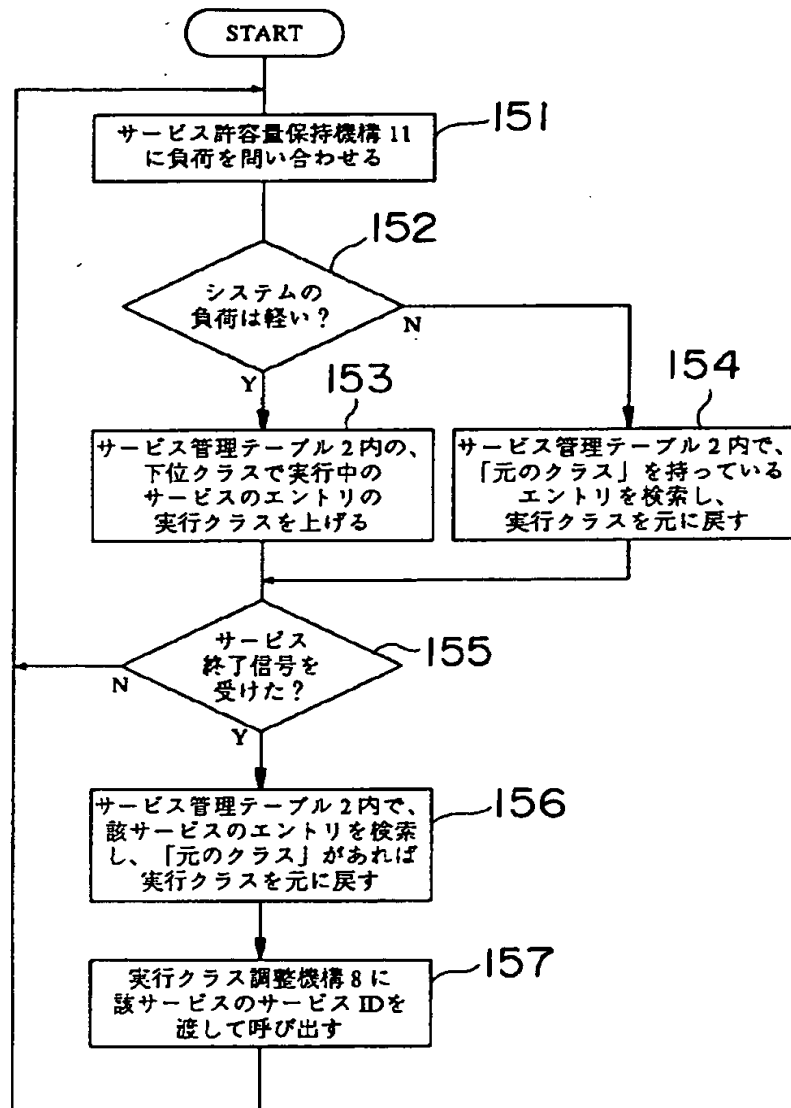 START
サービス許容量保持機構11
に負荷を問い合わせる
151
システムの
負荷は軽い？
152
N
Y
153
サービス管理テーブル2内の、
下位クラスで実行中の
サービスのエントリの
実行クラスを上げる
154
サービス管理テーブル2内で、
「元のクラス」を持っている
エントリを検索し、
実行クラスを元に戻す
サービス
終了信号を
受けた？
155
N
Y
サービス管理テーブル2内で、
該サービスのエントリを検索
し、「元のクラス」があれば
実行クラスを元に戻す
156
実行クラス調整機構8に
該サービスのサービスIDを
渡して呼び出す
157